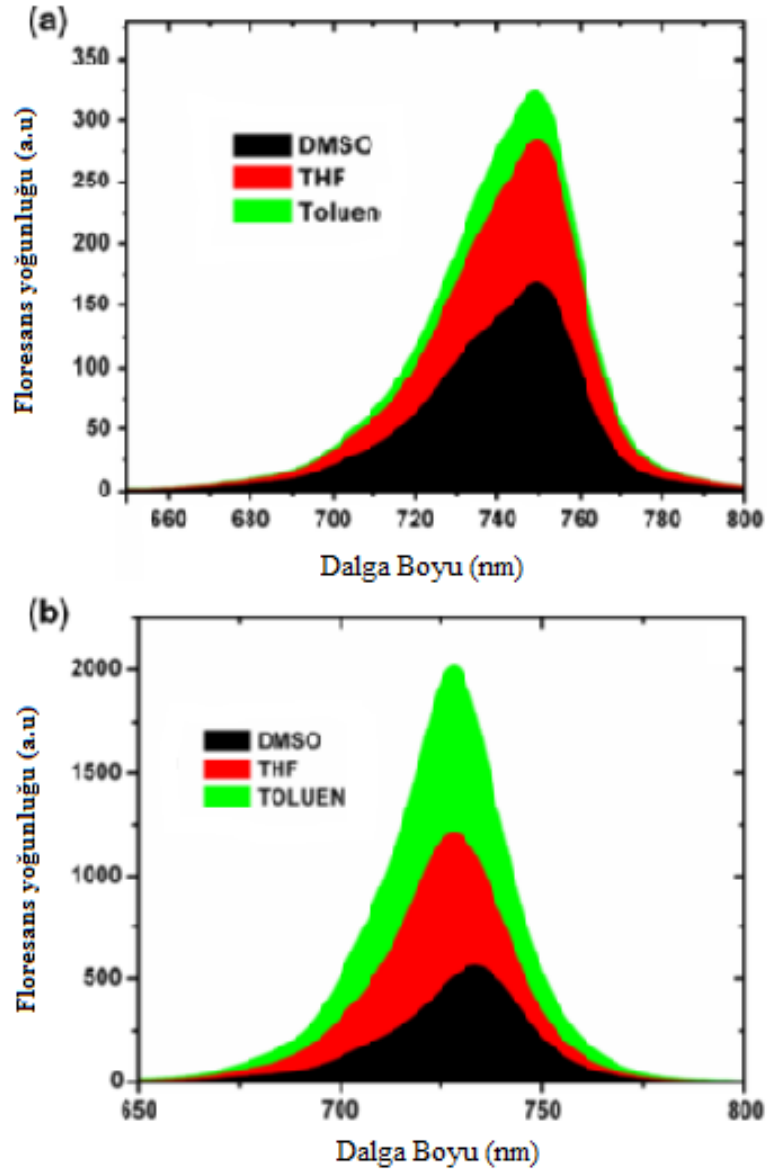 (a)
Floresans yoğunluğu (a.u)
350
300
250
200
150
100
50
0
DMSO
THF
Toluen
660 680 700 720 740 760 780 800
Dalga Boyu (nm)
(b)
Floresans yoğunluğu (a.u)
2000
1500
1000
500
0
DMSO
THF
TOLUEN
650 700 750 800
Dalga Boyu (nm)